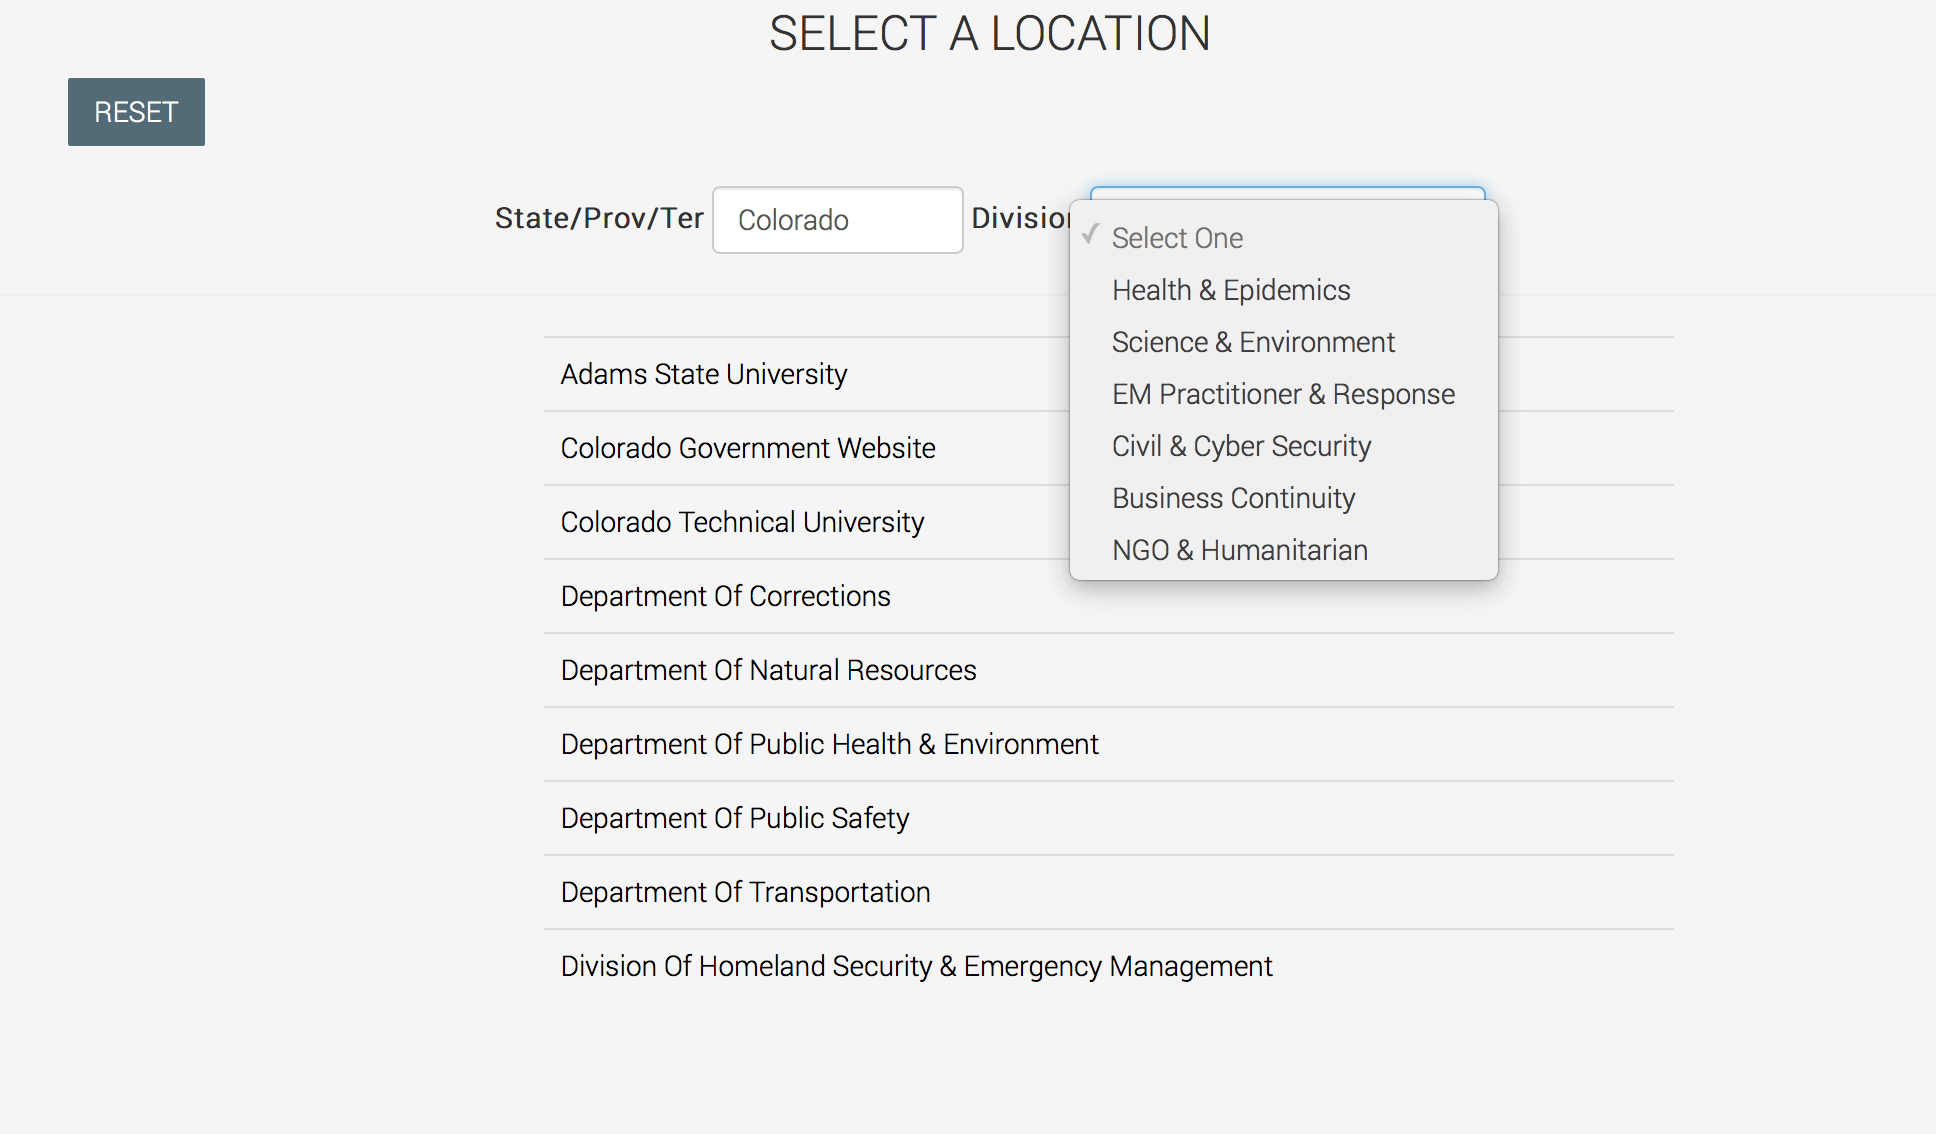 SELECT A LOCATION
RESET
State/Prov/Ter Colorado Division
✓ Select One
Health & Epidemics
Science & Environment
EM Practitioner & Response
Civil & Cyber Security
Business Continuity
NGO & Humanitarian
Adams State University
Colorado Government Website
Colorado Technical University
Department Of Corrections
Department Of Natural Resources
Department Of Public Health & Environment
Department Of Public Safety
Department Of Transportation
Division Of Homeland Security & Emergency Management